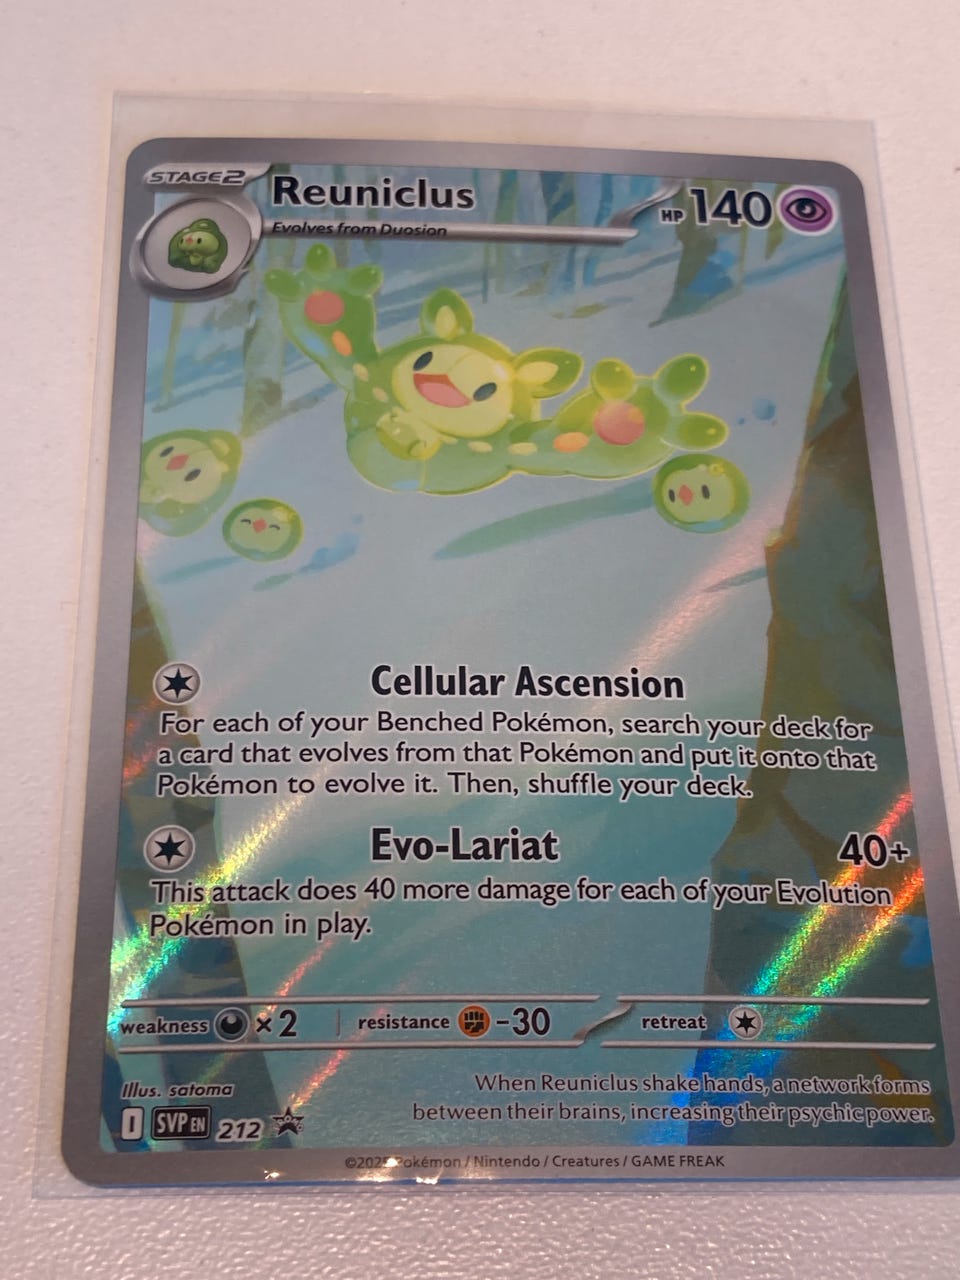 STAGE2
Reuniclus
HP 140
Evolves from Duosion
Cellular Ascension
For each of your Benched Pokémon, search your deck for
a card that evolves from that Pokémon and put it onto that
Pokémon to evolve it. Then, shuffle your deck.
Evo-Lariat 40+
This attack does 40 more damage for each of your Evolution
Pokémon in play.
weakness ×2 resistance -30 retreat
Illus. satoma
When Reuniclus shake hands, a network forms
between their brains, increasing their psychic power.
I SVP EN 212
©2025 Pokémon / Nintendo / Creatures / GAME FREAK